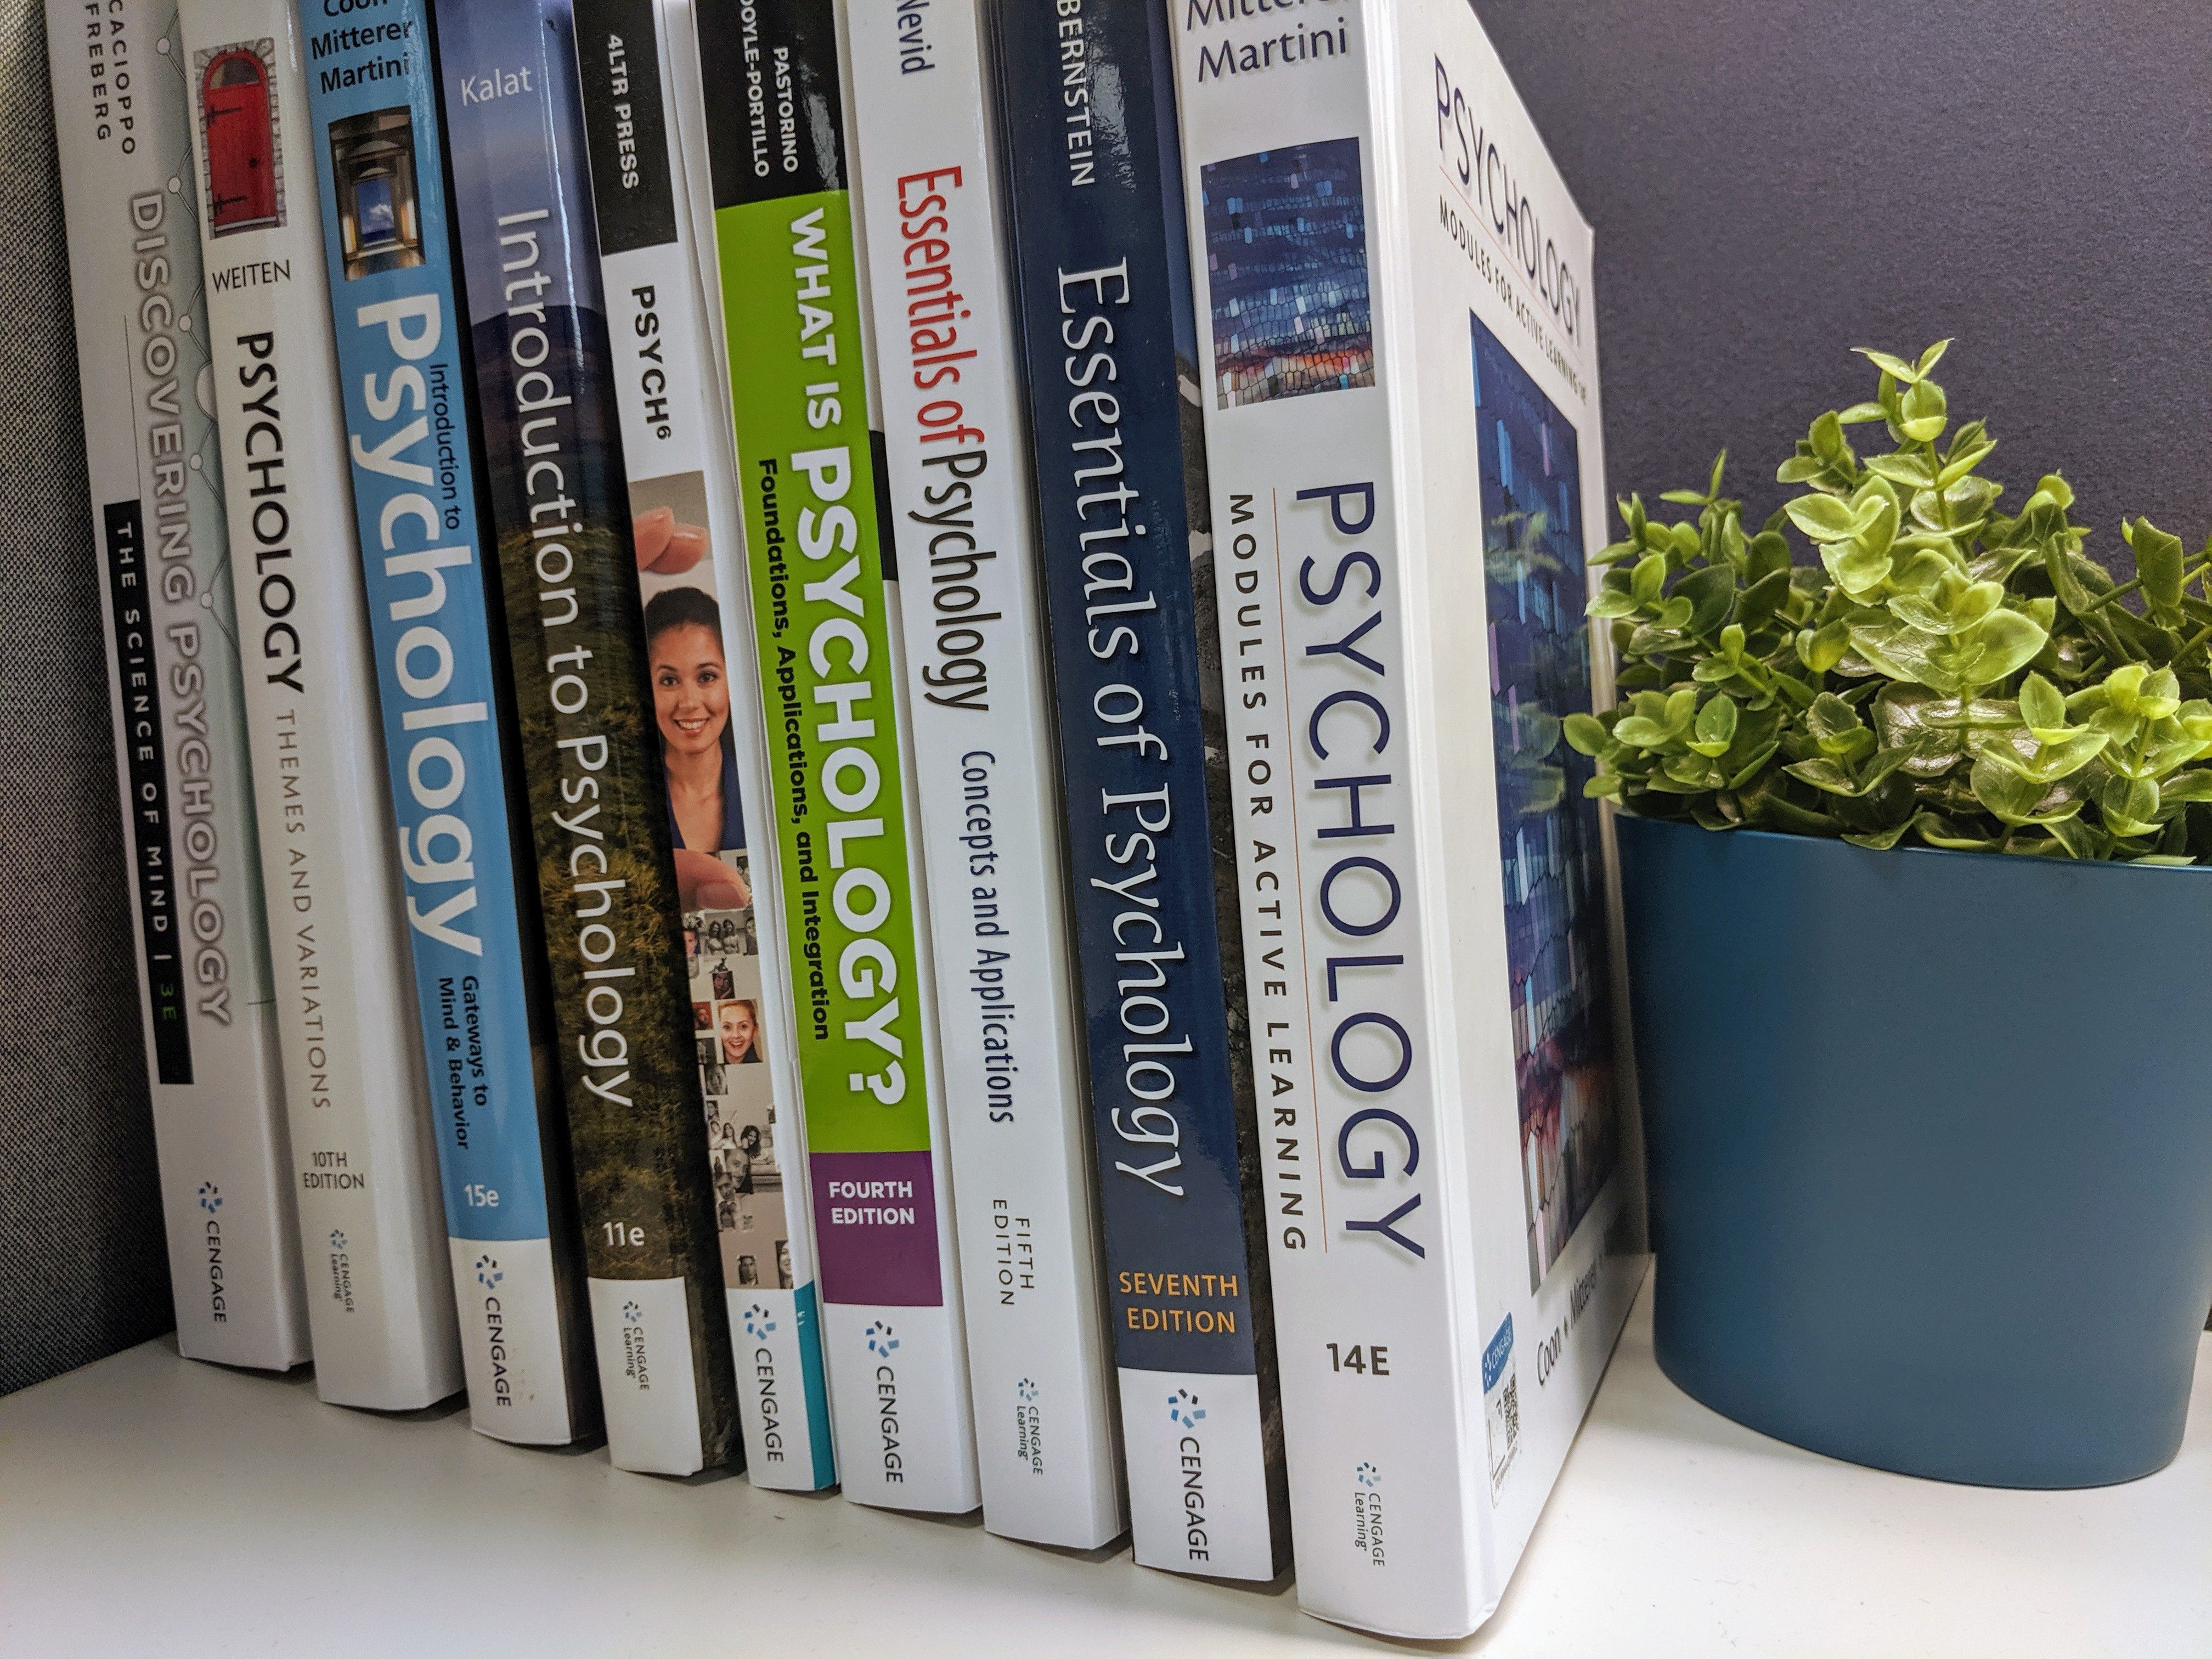 CACIOPPO
FREBERG
DISCOVERING PSYCHOLOGY
THE SCIENCE OF MIND | 3E
CENGAGE
WEITEN
PSYCHOLOGY THEMES AND VARIATIONS
10TH
EDITION
CENGAGE
Learning
Coon
Mitterer
Martini
Introduction to
Psychology
Gateways to
Mind & Behavior
15e
CENGAGE
Kalat
Introduction to Psychology
11e
CENGAGE
Learning
4LTR PRESS
PSYCH6
CENGAGE
PASTORINO
DOYLE-PORTILLO
WHAT IS PSYCHOLOGY?
Foundations, Applications, and Integration
FOURTH
EDITION
CENGAGE
Nevid
Essentials of Psychology Concepts and Applications
FIFTH
EDITION
CENGAGE
Learning
BERNSTEIN
Essentials of Psychology
SEVENTH
EDITION
CENGAGE
Mitterer
Martini
PSYCHOLOGY
MODULES FOR ACTIVE LEARNING
14E
CENGAGE
Learning
PSYCHOLOGY
MODULES FOR ACTIVE LEARNING
Coon • Mitterer
CENGAGE